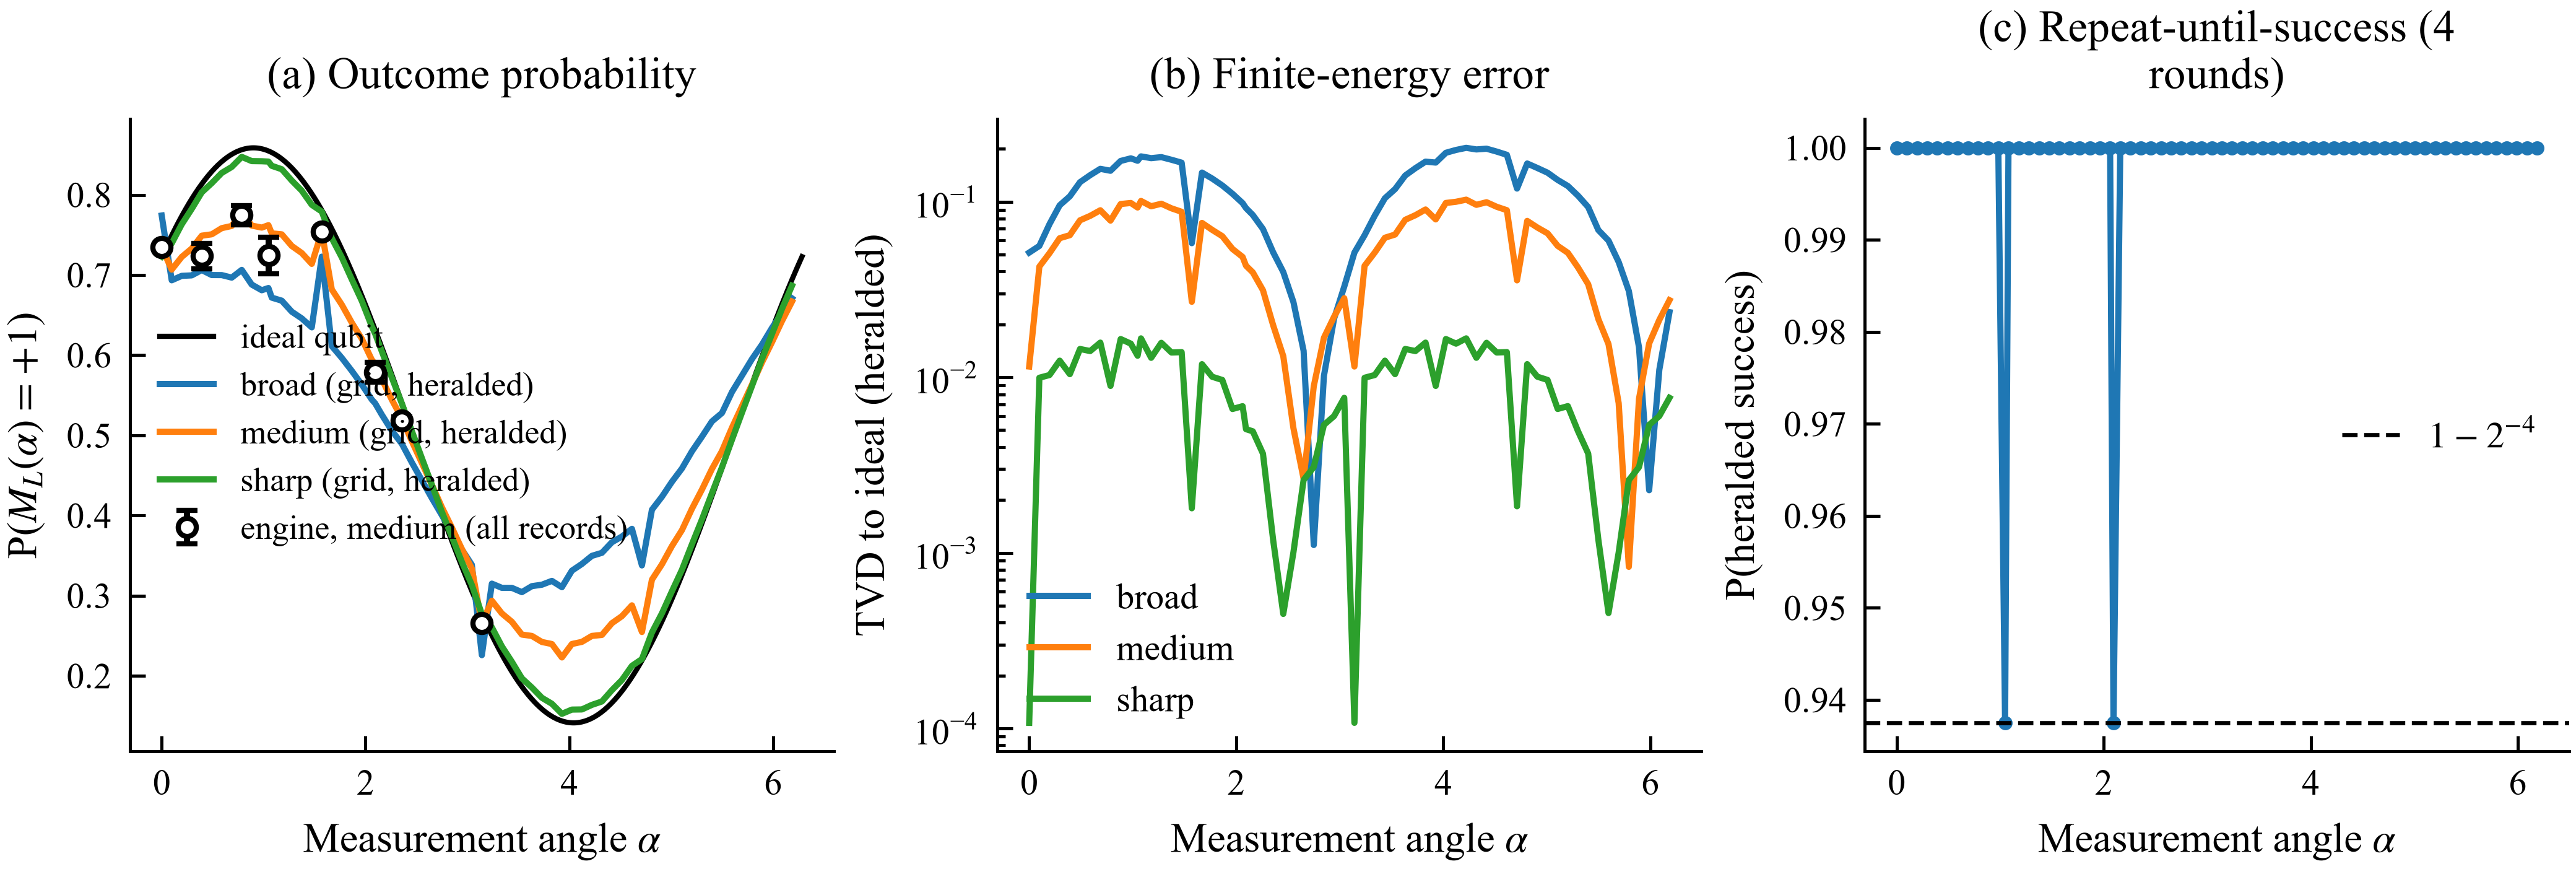 (a) Outcome probability
P(M_L(α) = +1)
0.8
0.7
0.6
0.5
0.4
0.3
0.2
ideal qubit
broad (grid, heralded)
medium (grid, heralded)
sharp (grid, heralded)
engine, medium (all records)
0 2 4 6
Measurement angle α
(b) Finite-energy error
TVD to ideal (heralded)
10⁻¹
10⁻²
10⁻³
10⁻⁴
broad
medium
sharp
0 2 4 6
Measurement angle α
(c) Repeat-until-success (4
rounds)
P(heralded success)
1.00
0.99
0.98
0.97
0.96
0.95
0.94
1 − 2⁻⁴
0 2 4 6
Measurement angle α